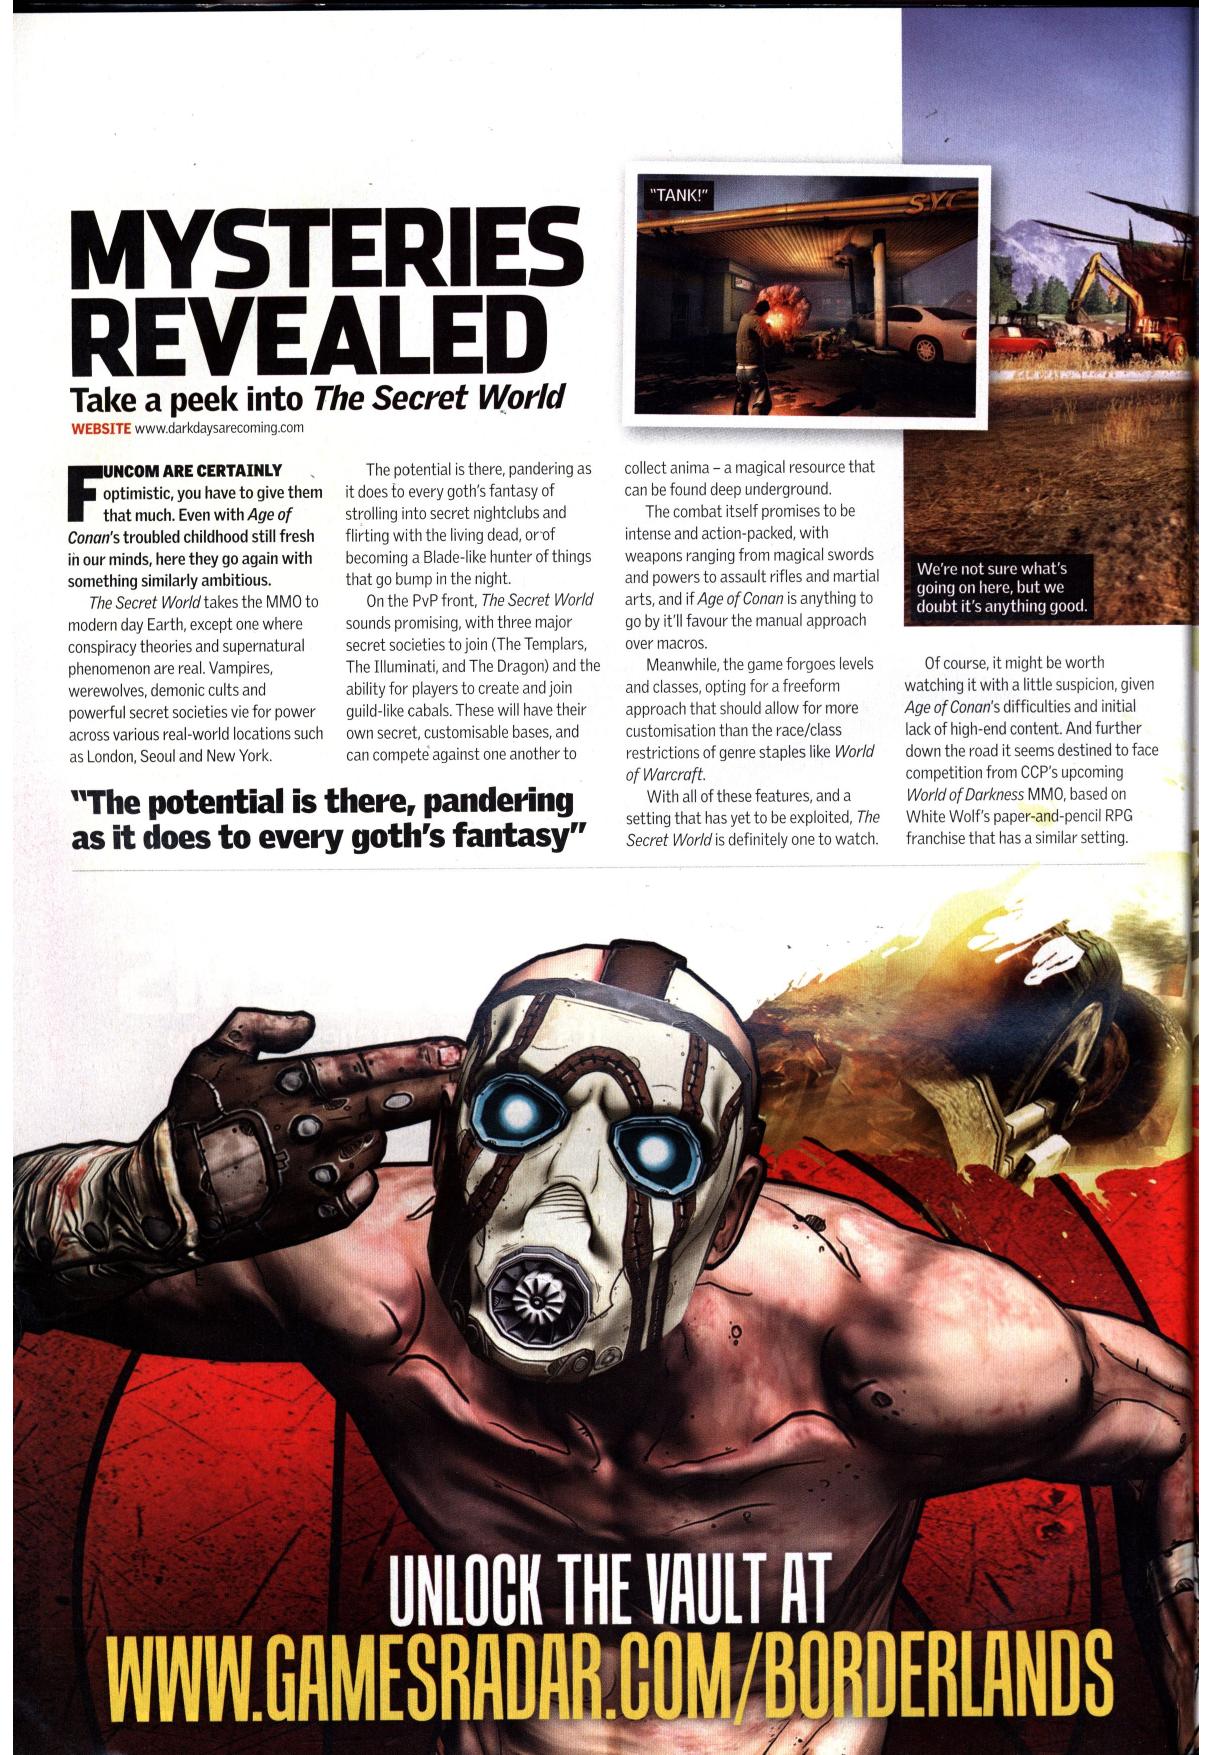 MYSTERIES
REVEALED
Take a peek into The Secret World
WEBSITE www.darkdaysarecoming.com
FUNCOM ARE CERTAINLY
optimistic, you have to give them
that much. Even with Age of
Conan's troubled childhood still fresh
in our minds, here they go again with
something similarly ambitious.
The Secret World takes the MMO to
modern day Earth, except one where
conspiracy theories and supernatural
phenomenon are real. Vampires,
werewolves, demonic cults and
powerful secret societies vie for power
across various real-world locations such
as London, Seoul and New York.
"The potential is there, pandering
as it does to every goth's fantasy"
The potential is there, pandering as
it does to every goth's fantasy of
strolling into secret nightclubs and
flirting with the living dead, or of
becoming a Blade-like hunter of things
that go bump in the night.
On the PvP front, The Secret World
sounds promising, with three major
secret societies to join (The Templars,
The Illuminati, and The Dragon) and the
ability for players to create and join
guild-like cabals. These will have their
own secret, customisable bases, and
can compete against one another to
"TANK!"
SYC
collect anima – a magical resource that
can be found deep underground.
The combat itself promises to be
intense and action-packed, with
weapons ranging from magical swords
and powers to assault rifles and martial
arts, and if Age of Conan is anything to
go by it'll favour the manual approach
over macros.
Meanwhile, the game forgoes levels
and classes, opting for a freeform
approach that should allow for more
customisation than the race/class
restrictions of genre staples like World
of Warcraft.
With all of these features, and a
setting that has yet to be exploited, The
Secret World is definitely one to watch.
We're not sure what's
going on here, but we
doubt it's anything good.
Of course, it might be worth
watching it with a little suspicion, given
Age of Conan's difficulties and initial
lack of high-end content. And further
down the road it seems destined to face
competition from CCP's upcoming
World of Darkness MMO, based on
White Wolf's paper-and-pencil RPG
franchise that has a similar setting.
UNLOCK THE VAULT AT
WWW.GAMESRADAR.COM/BORDERLANDS